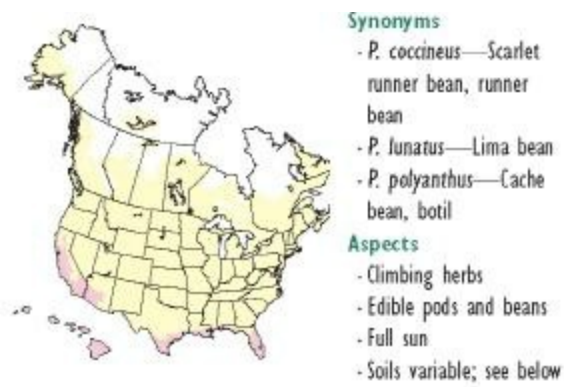 Synonyms
- P. coccineus—Scarlet
runner bean, runner
bean
- P. lunatus—Lima bean
- P. polyanthus—Cache
bean, botil
Aspects
- Climbing herbs
- Edible pods and beans
- Full sun
- Soils variable; see below